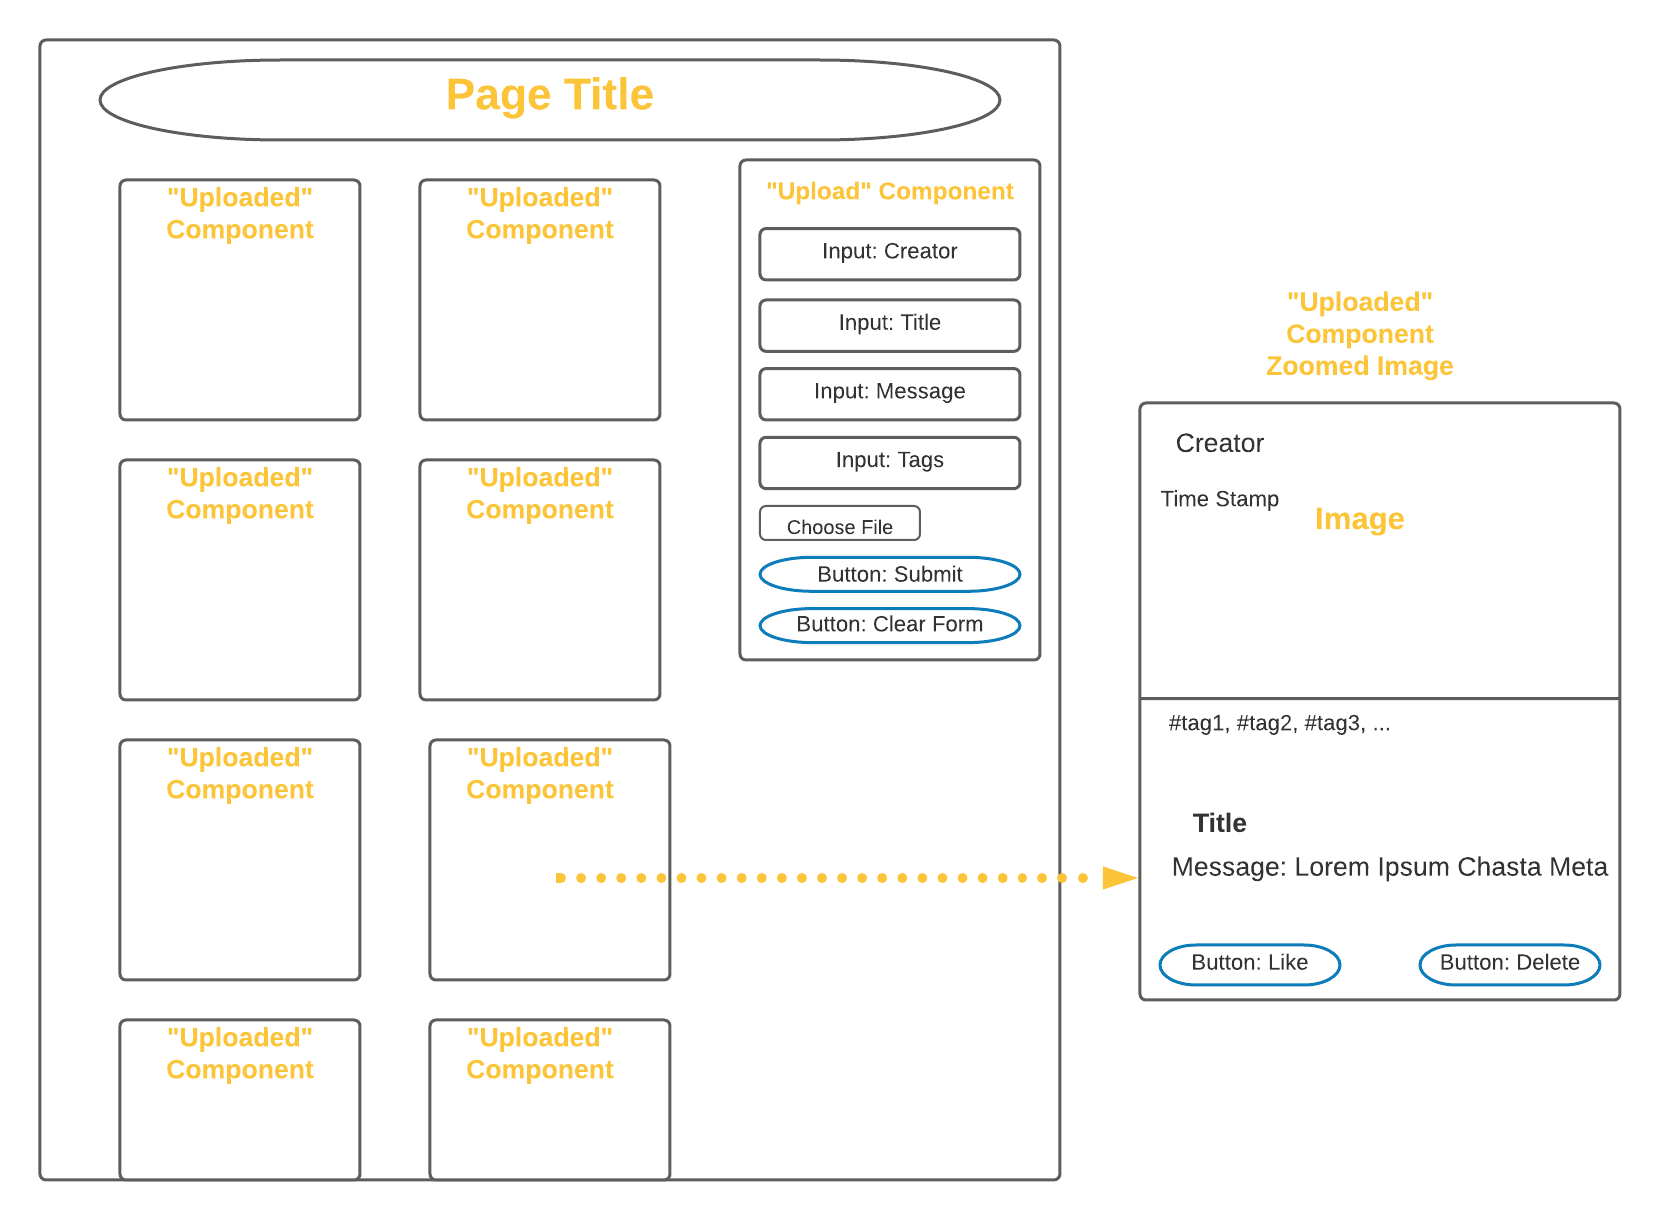 Page Title
"Uploaded"
Component
"Uploaded"
Component
"Uploaded"
Component
"Uploaded"
Component
"Uploaded"
Component
"Uploaded"
Component
"Uploaded"
Component
"Uploaded"
Component
"Upload" Component
Input: Creator
Input: Title
Input: Message
Input: Tags
Choose File
Button: Submit
Button: Clear Form
"Uploaded"
Component
Zoomed Image
Creator
Time Stamp
Image
#tag1, #tag2, #tag3, ...
Title
Message: Lorem Ipsum Chasta Meta
Button: Like
Button: Delete